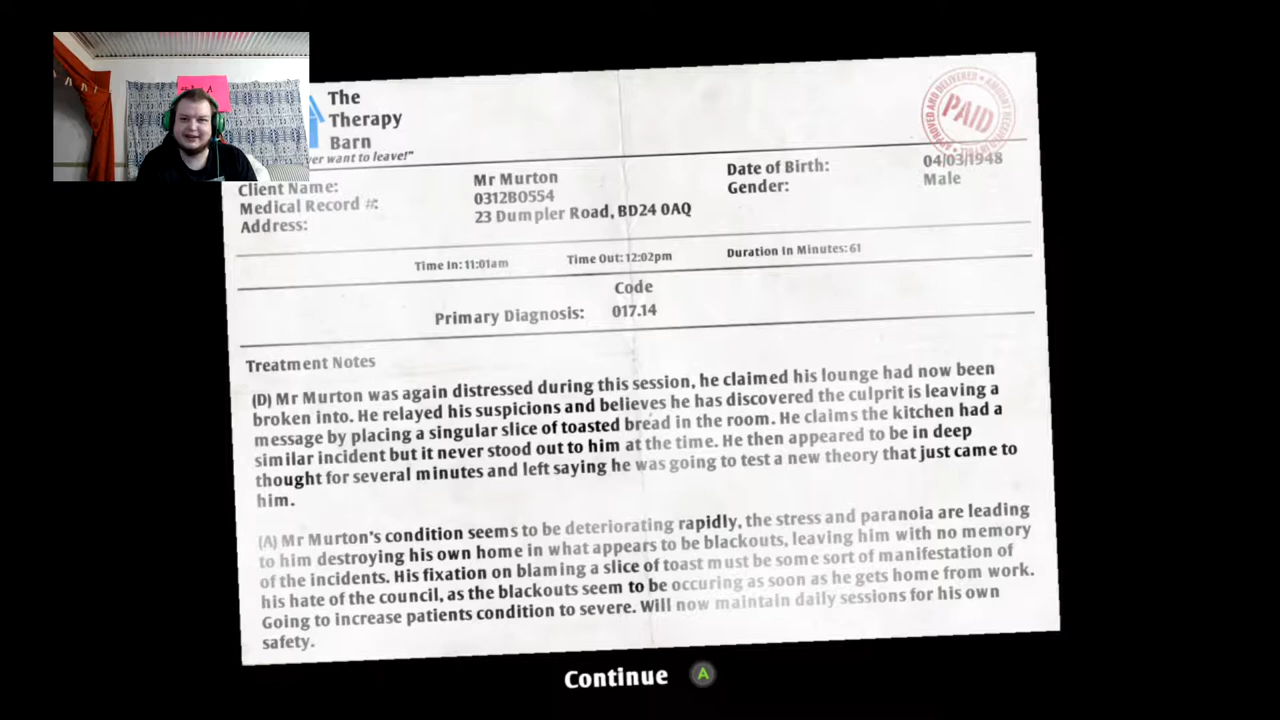 The
Therapy
Barn
ver want to leave!"
PAID
Client Name: Mr Murton Date of Birth: 04/03/1948
Medical Record #: 0312B0554 Gender: Male
Address: 23 Dumpler Road, BD24 0AQ
Time In: 11:01am Time Out: 12:02pm Duration In Minutes: 61
Code
Primary Diagnosis: 017.14
Treatment Notes
(D) Mr Murton was again distressed during this session, he claimed his lounge had now been
broken into. He relayed his suspicions and believes he has discovered the culprit is leaving a
message by placing a singular slice of toasted bread in the room. He claims the kitchen had a
similar incident but it never stood out to him at the time. He then appeared to be in deep
thought for several minutes and left saying he was going to test a new theory that just came to
him.
(A) Mr Murton's condition seems to be deteriorating rapidly, the stress and paranoia are leading
to him destroying his own home in what appears to be blackouts, leaving him with no memory
of the incidents. His fixation on blaming a slice of toast must be some sort of manifestation of
his hate of the council, as the blackouts seem to be occuring as soon as he gets home from work.
Going to increase patients condition to severe. Will now maintain daily sessions for his own
safety.
Continue A